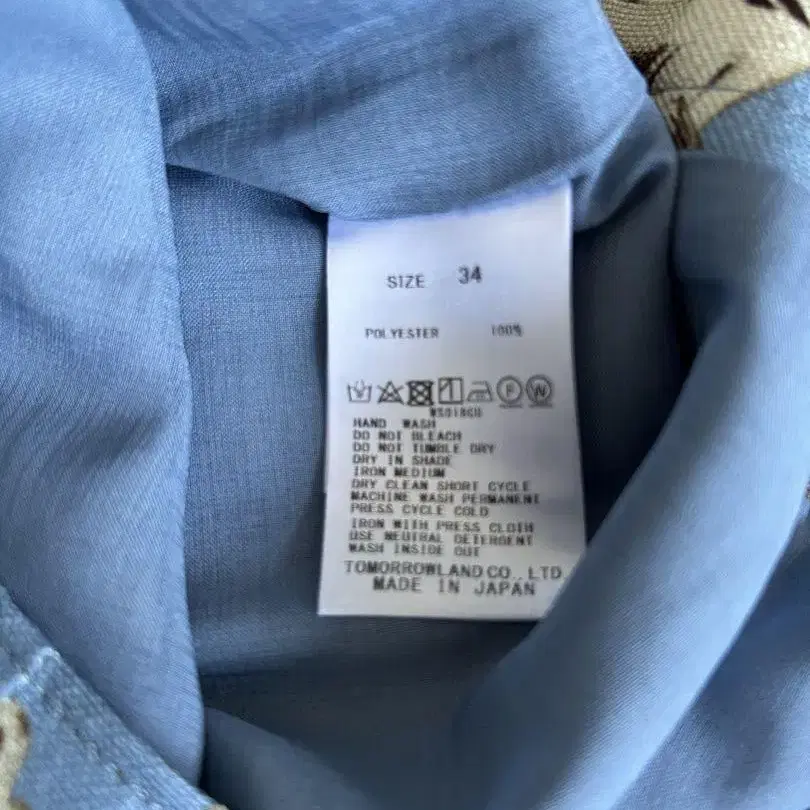 SIZE 34
POLYESTER 100%
F W
HAND WASH
DO NOT BLEACH
DO NOT TUMBLE DRY
DRY IN SHADE
IRON MEDIUM
DRY CLEAN SHORT CYCLE
MACHINE WASH PERMANENT
PRESS CYCLE COLD
IRON WITH PRESS CLOTH
USE NEUTRAL DETERGENT
WASH INSIDE OUT
TOMORROWLAND CO., LTD.
MADE IN JAPAN